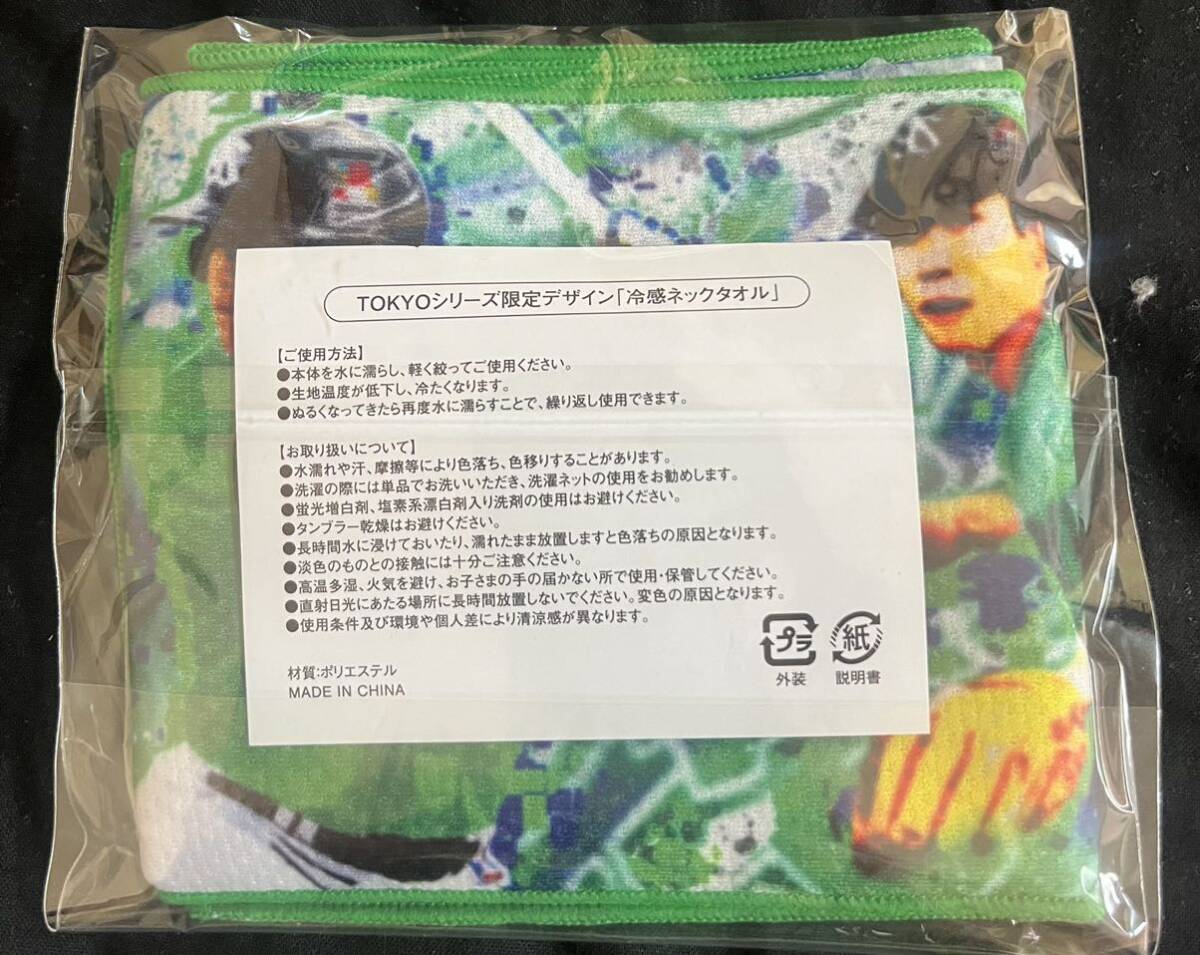 TOKYOシリーズ限定デザイン「冷感ネックタオル」
【ご使用方法】
●本体を水に濡らし、軽く絞ってご使用ください。
●生地温度が低下し、冷たくなります。
●ぬるくなってきたら再度水に濡らすことで、繰り返し使用できます。
【お取り扱いについて】
●水濡れや汗、摩擦等により色落ち、色移りすることがあります。
●洗濯の際には単品でお洗いいただき、洗濯ネットの使用をお勧めします。
●蛍光増白剤、塩素系漂白剤入り洗剤の使用はお避けください。
●タンブラー乾燥はお避けください。
●長時間水に浸けておいたり、濡れたまま放置しますと色落ちの原因となります。
●淡色のものとの接触には十分ご注意ください。
●高温多湿、火気を避け、お子さまの手の届かない所で使用・保管してください。
●直射日光にあたる場所に長時間放置しないでください。変色の原因となります。
●使用条件及び環境や個人差により清涼感が異なります。
材質:ポリエステル
MADE IN CHINA
プラ
外装
紙
説明書